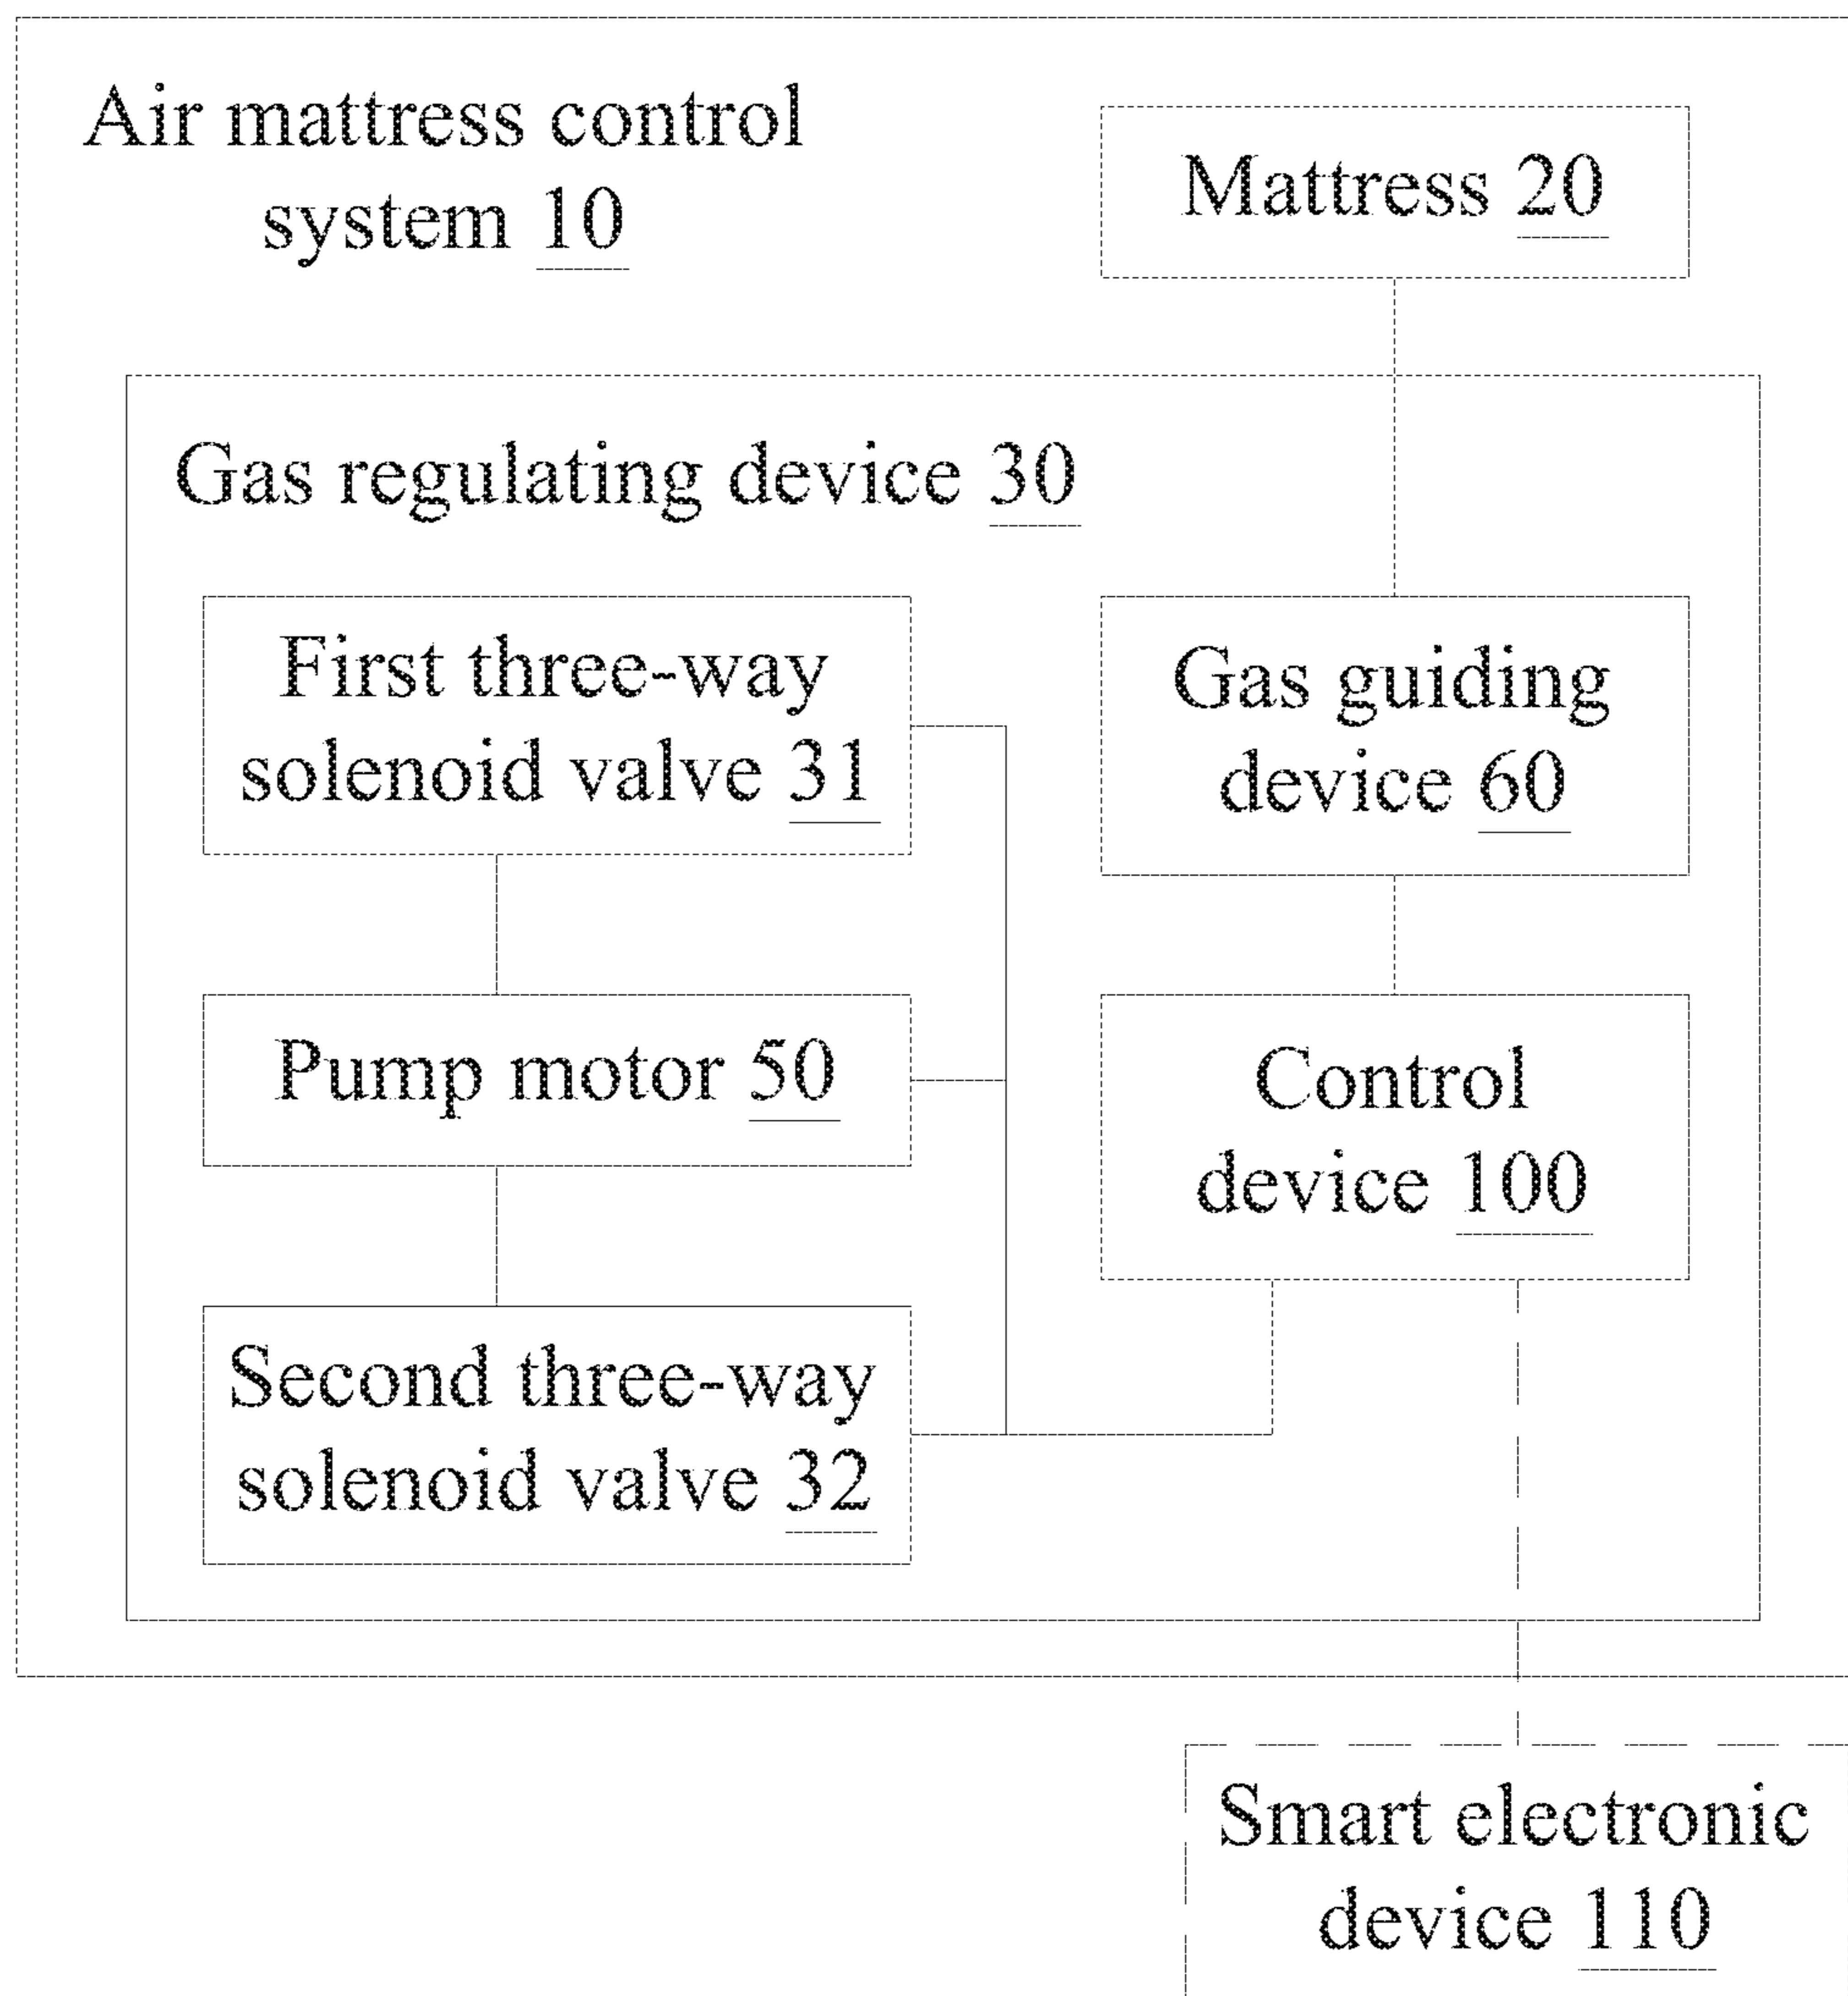 Air mattress control
system 10
Mattress 20
Gas regulating device 30
First three-way
solenoid valve 31
Gas guiding
device 60
Pump motor 50
Control
device 100
Second three-way
solenoid valve 32
Smart electronic
device 110